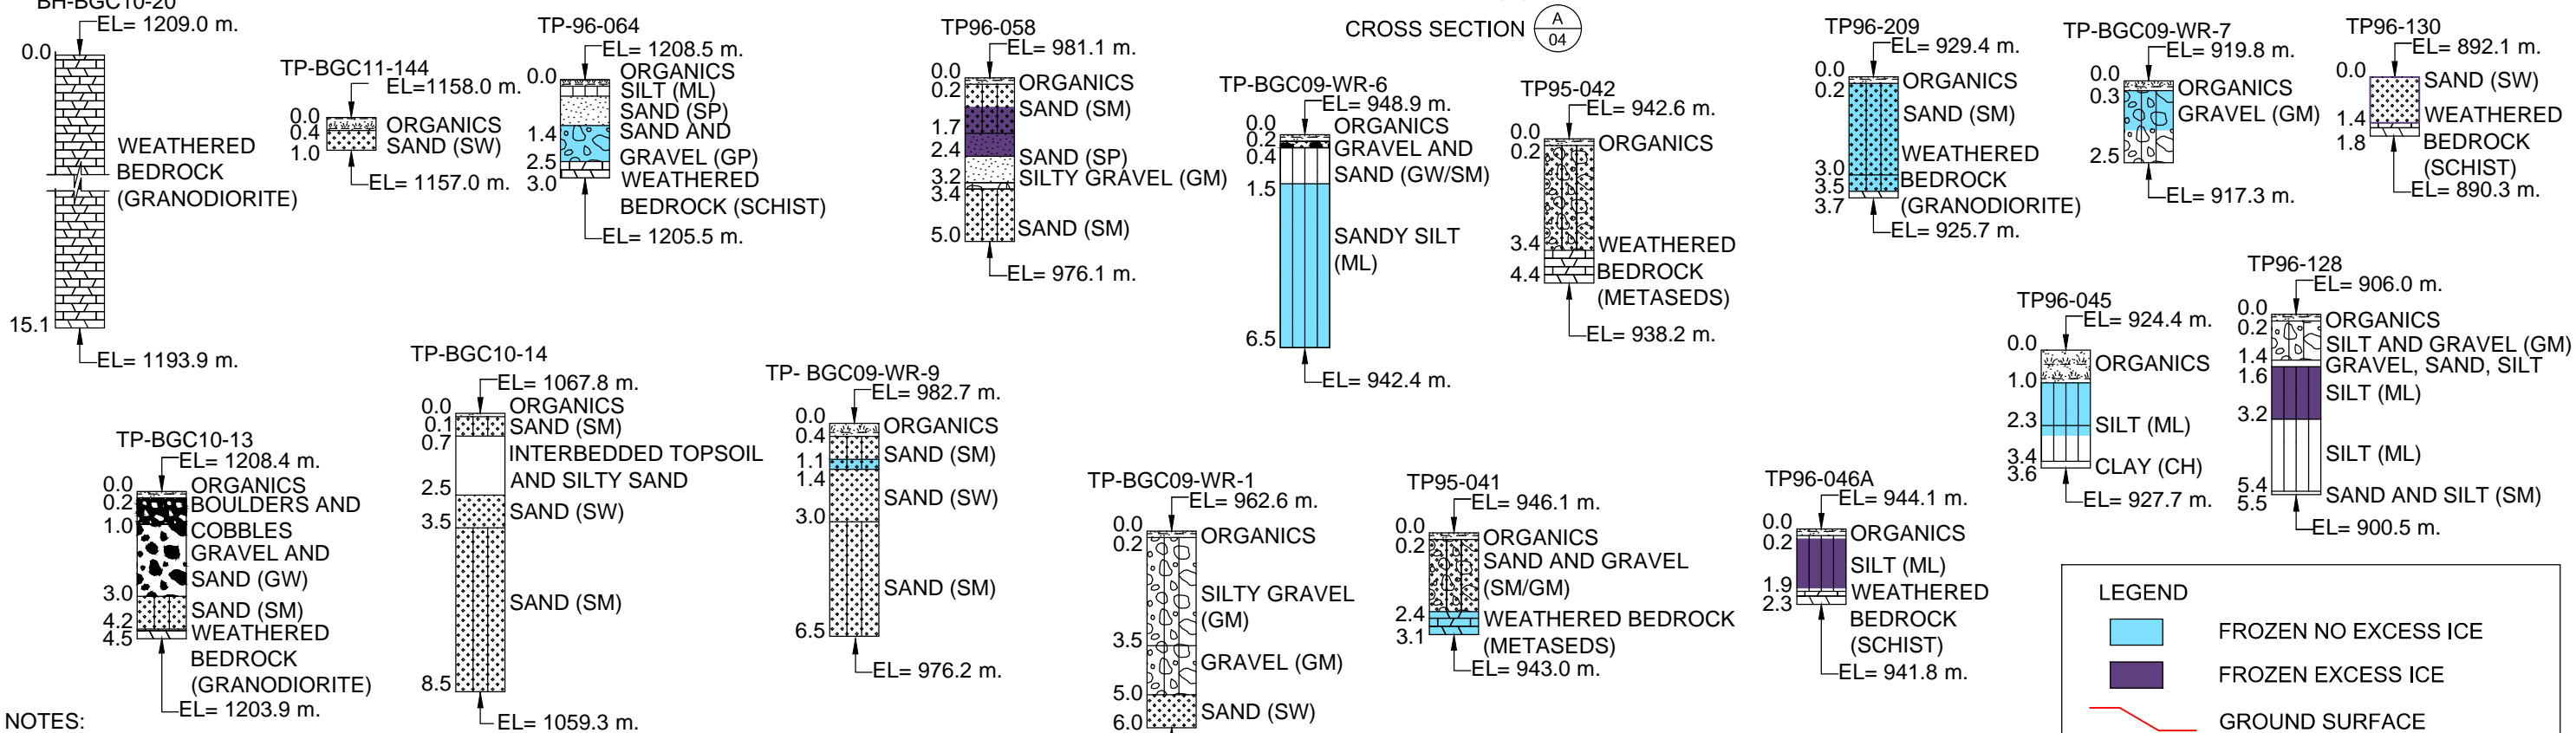 BH-BGC10-20
EL= 1209.0 m.
0.0
WEATHERED
BEDROCK
(GRANODIORITE)
15.1
EL= 1193.9 m.
TP-BGC11-144
EL=1158.0 m.
0.0
ORGANICS
0.4
SAND (SW)
1.0
EL= 1157.0 m.
TP-96-064
EL= 1208.5 m.
0.0
ORGANICS
SILT (ML)
SAND (SP)
1.4
SAND AND
GRAVEL (GP)
2.5
WEATHERED
3.0
BEDROCK (SCHIST)
EL= 1205.5 m.
TP96-058
EL= 981.1 m.
0.0
ORGANICS
0.2
SAND (SM)
1.7
2.4
SAND (SP)
3.2
SILTY GRAVEL (GM)
3.4
SAND (SM)
5.0
EL= 976.1 m.
CROSS SECTION
A
04
TP-BGC09-WR-6
EL= 948.9 m.
0.0
ORGANICS
0.2
GRAVEL AND
0.4
SAND (GW/SM)
1.5
SANDY SILT
(ML)
6.5
EL= 942.4 m.
TP95-042
EL= 942.6 m.
0.0
ORGANICS
0.2
3.4
WEATHERED
BEDROCK
4.4
(METASEDS)
EL= 938.2 m.
TP96-209
EL= 929.4 m.
0.0
ORGANICS
0.2
SAND (SM)
WEATHERED
3.0
BEDROCK
3.5
(GRANODIORITE)
3.7
EL= 925.7 m.
TP-BGC09-WR-7
EL= 919.8 m.
0.0
ORGANICS
0.3
GRAVEL (GM)
2.5
EL= 917.3 m.
TP96-130
EL= 892.1 m.
0.0
SAND (SW)
1.4
WEATHERED
1.8
BEDROCK
(SCHIST)
EL= 890.3 m.
TP-BGC10-13
EL= 1208.4 m.
0.0
ORGANICS
0.2
BOULDERS AND
1.0
COBBLES
GRAVEL AND
SAND (GW)
3.0
SAND (SM)
4.2
WEATHERED
4.5
BEDROCK
(GRANODIORITE)
EL= 1203.9 m.
TP-BGC10-14
EL= 1067.8 m.
0.0
ORGANICS
0.1
SAND (SM)
0.7
INTERBEDDED TOPSOIL
AND SILTY SAND
2.5
SAND (SW)
3.5
SAND (SM)
8.5
EL= 1059.3 m.
TP- BGC09-WR-9
EL= 982.7 m.
0.0
ORGANICS
0.4
SAND (SM)
1.1
1.4
SAND (SW)
3.0
SAND (SM)
6.5
EL= 976.2 m.
TP-BGC09-WR-1
EL= 962.6 m.
0.0
ORGANICS
0.2
SILTY GRAVEL
(GM)
3.5
GRAVEL (GM)
5.0
SAND (SW)
6.0
TP95-041
EL= 946.1 m.
0.0
ORGANICS
0.2
SAND AND GRAVEL
(SM/GM)
2.4
WEATHERED BEDROCK
3.1
(METASEDS)
EL= 943.0 m.
TP96-046A
EL= 944.1 m.
0.0
ORGANICS
0.2
SILT (ML)
1.9
WEATHERED
2.3
BEDROCK
(SCHIST)
EL= 941.8 m.
TP96-045
EL= 924.4 m.
0.0
ORGANICS
1.0
2.3
SILT (ML)
3.4
CLAY (CH)
3.6
EL= 927.7 m.
TP96-128
EL= 906.0 m.
0.0
ORGANICS
0.2
SILT AND GRAVEL (GM)
1.4
GRAVEL, SAND, SILT
1.6
SILT (ML)
3.2
SILT (ML)
5.4
SAND AND SILT (SM)
5.5
EL= 900.5 m.
LEGEND
FROZEN NO EXCESS ICE
FROZEN EXCESS ICE
GROUND SURFACE
NOTES: